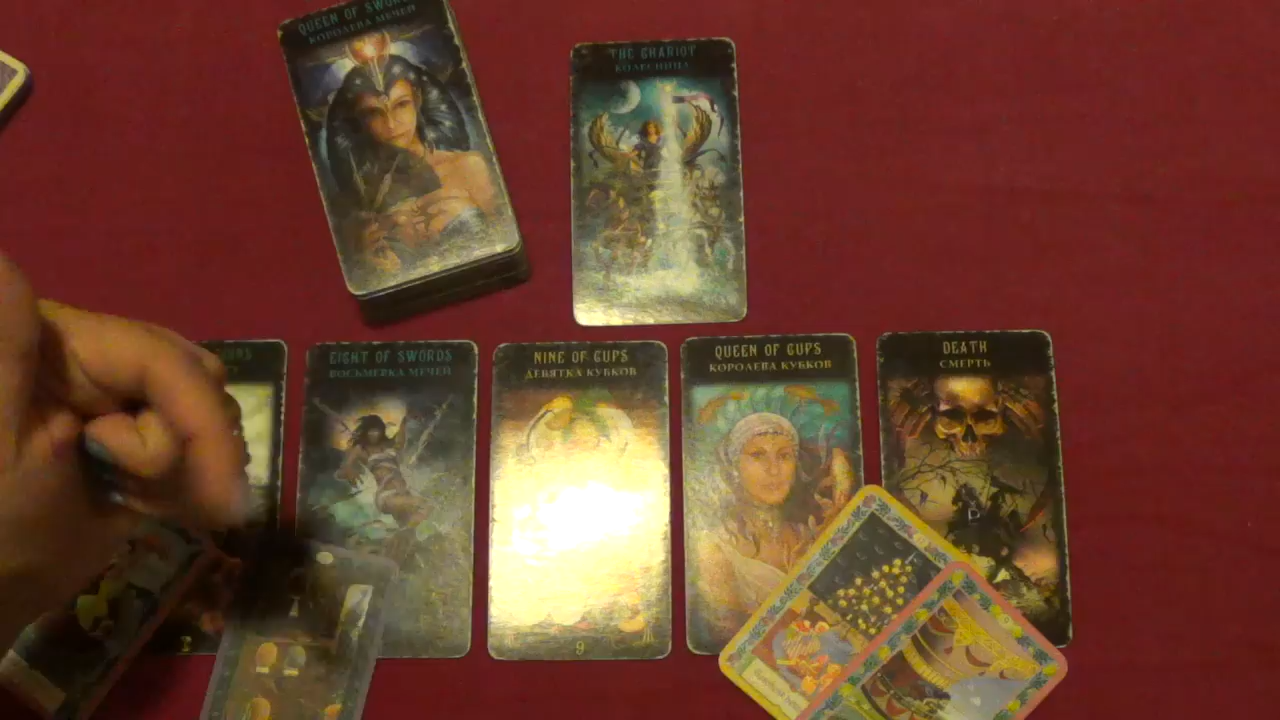 QUEEN OF SWORDS
КОРОЛЕВА МЕЧЕЙ
THE CHARIOT
КОЛЕСНИЦА
EIGHT OF SWORDS
ВОСЬМЕРКА МЕЧЕЙ
NINE OF CUPS
ДЕВЯТКА КУБКОВ
9
QUEEN OF CUPS
КОРОЛЕВА КУБКОВ
DEATH
СМЕРТЬ